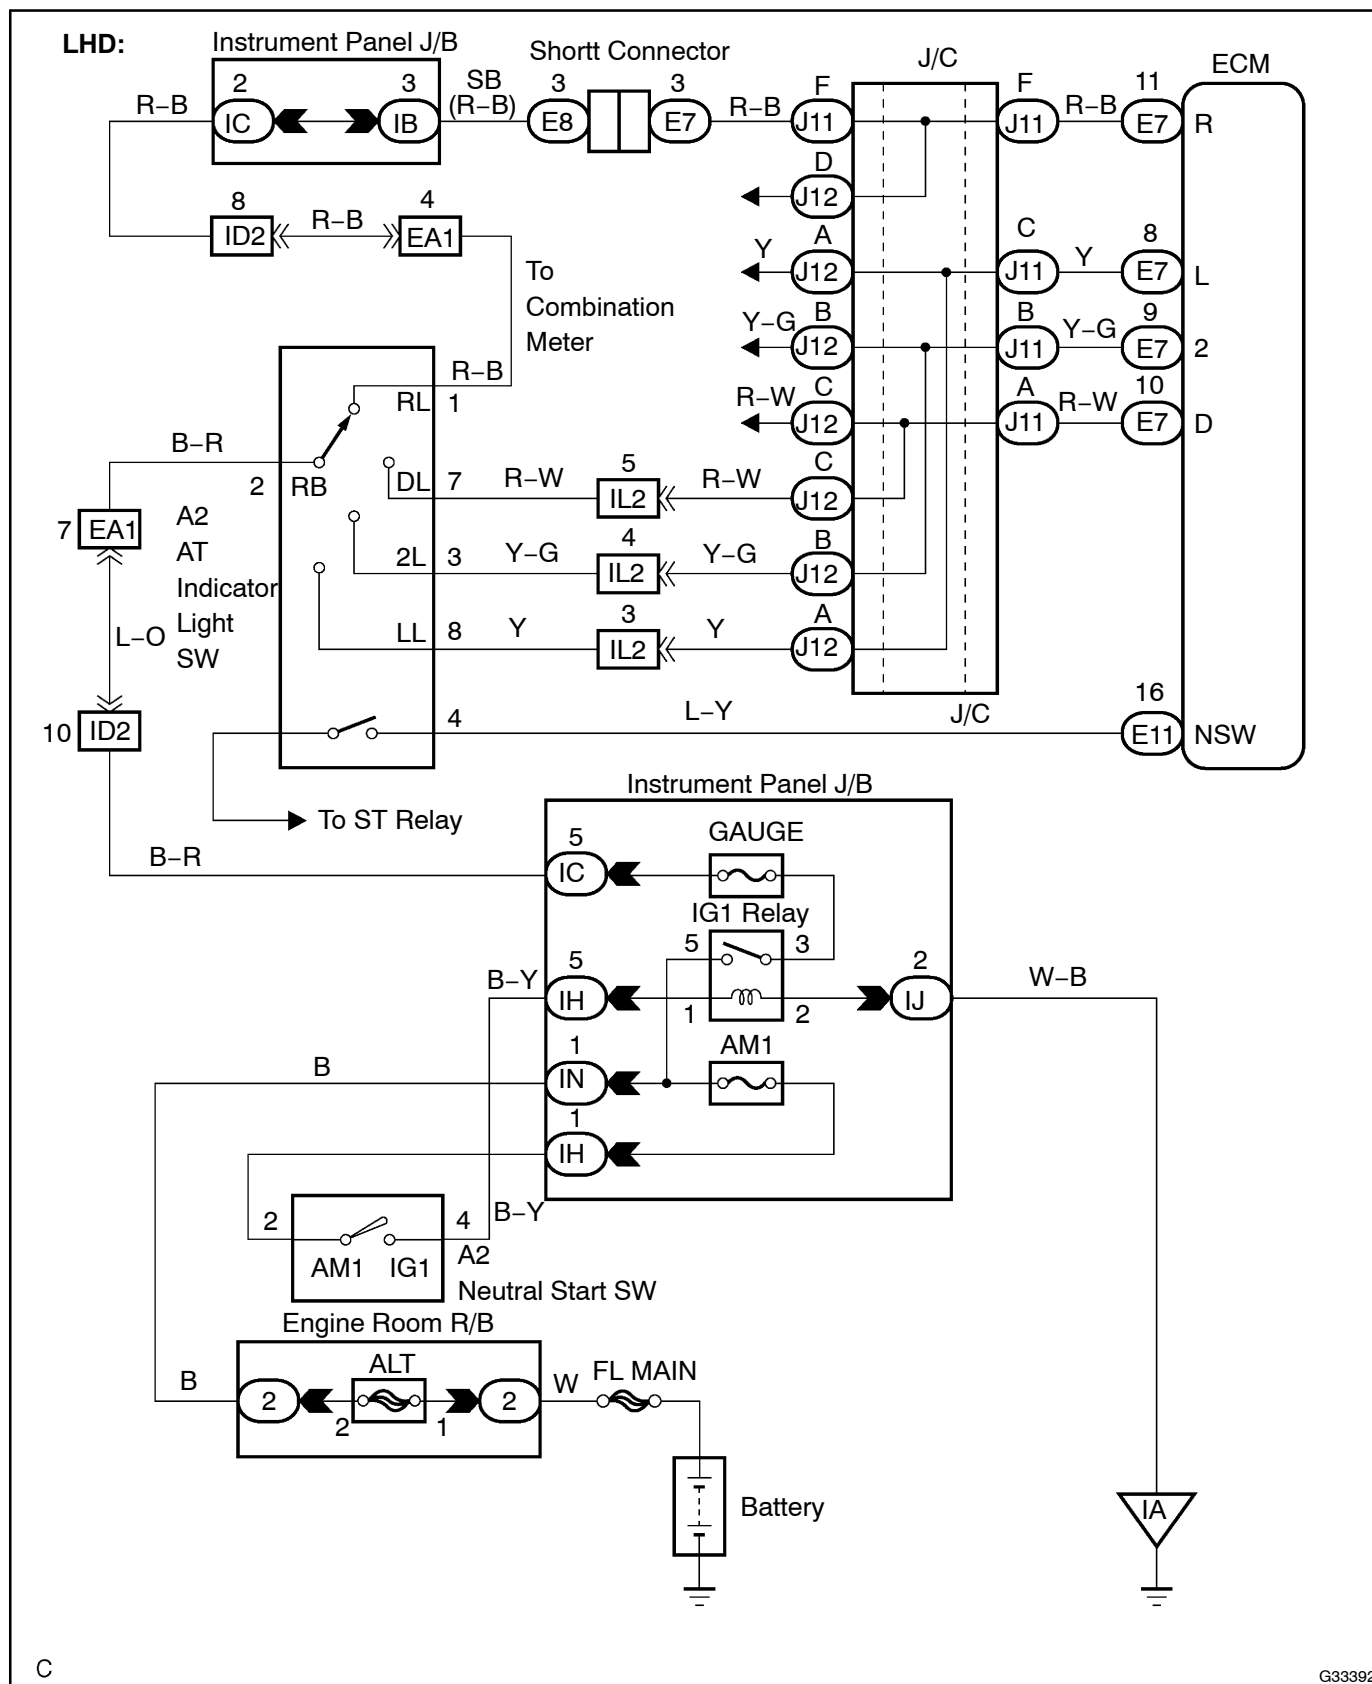 LHD:
Instrument Panel J/B
Shortt Connector
J/C
ECM
2
3
SB
(R-B)
3
3
F
F
11
R-B
IC
IB
E8
E7
R-B
J11
J11
R-B
E7
R
D
J12
8
R-B
4
ID2
EA1
A
Y
J12
C
J11
Y
8
E7
L
To
Combination
Meter
B
Y-G
J12
B
J11
Y-G
9
E7
2
R-B
RL
1
C
R-W
J12
A
J11
R-W
10
E7
D
B-R
2
RB
DL
7
R-W
5
IL2
R-W
C
J12
7
EA1
A2
AT
Indicator
Light
SW
2L
3
Y-G
4
IL2
Y-G
B
J12
L-O
LL
8
Y
3
IL2
Y
A
J12
10
ID2
4
L-Y
J/C
16
E11
NSW
To ST Relay
Instrument Panel J/B
B-R
5
IC
GAUGE
IG1 Relay
5
3
B-Y
5
IH
1
2
2
IJ
W-B
B
1
IN
AM1
1
IH
B-Y
2
4
AM1
IG1
A2
Neutral Start SW
Engine Room R/B
B
2
ALT
2
1
2
W
FL MAIN
Battery
IA
C
G33392